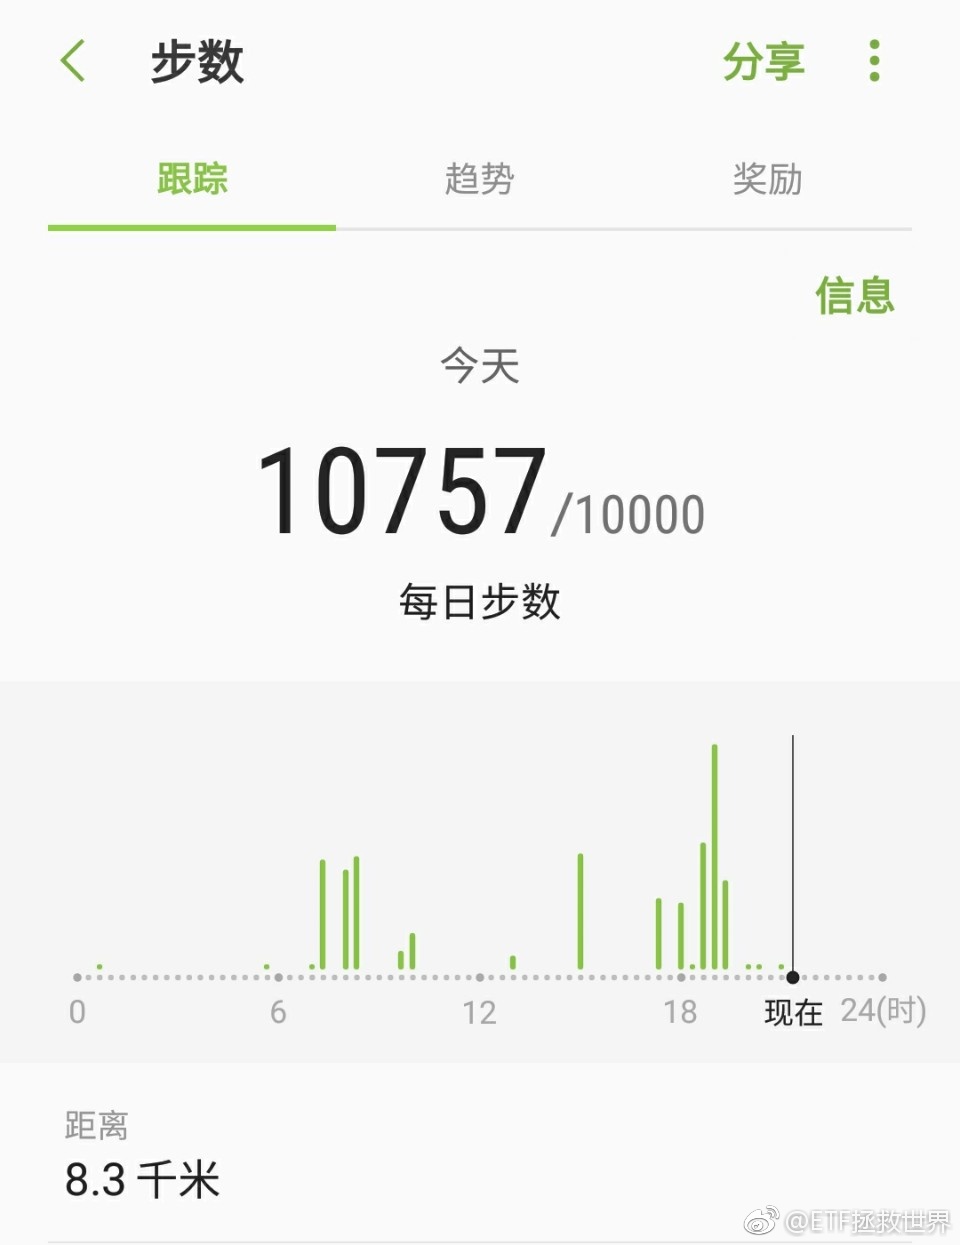 步数 分享
跟踪 趋势 奖励
信息
今天
10757/10000
每日步数
0 6 12 18 现在 24(时)
距离
8.3 千米
@ETF拯救世界